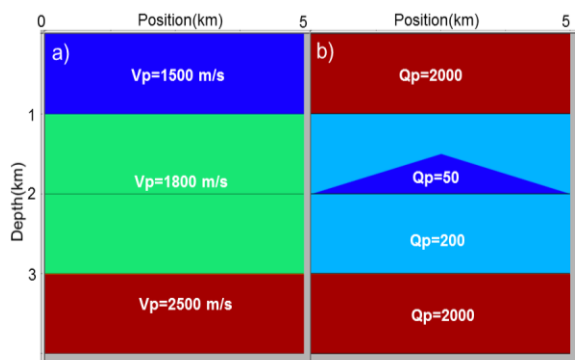 Position(km)
0 5
Position(km)
5
a)
Vp=1500 m/s
b)
Qp=2000
Depth(km)
1
2
3
Vp=1800 m/s
Qp=50
Qp=200
Vp=2500 m/s
Qp=2000